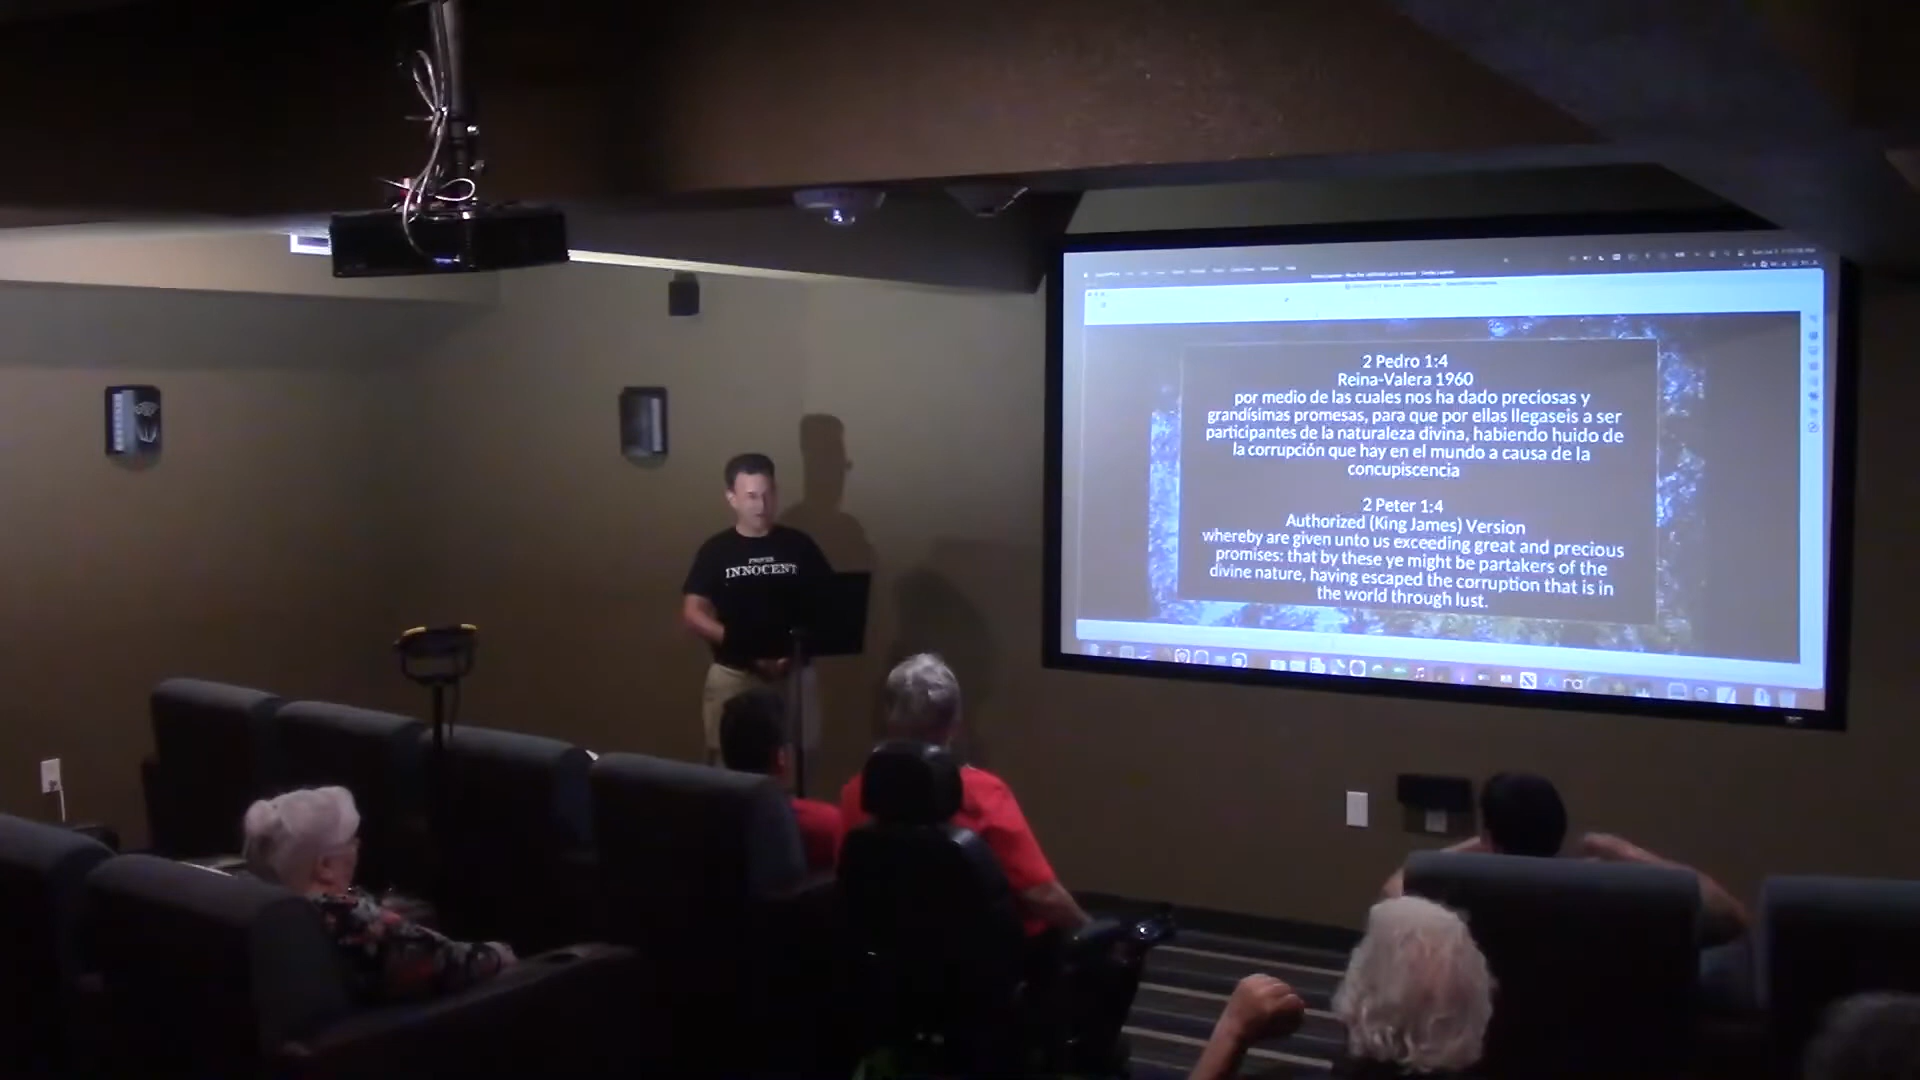 2 Pedro 1:4
Reina-Valera 1960
por medio de las cuales nos ha dado preciosas y
grandísimas promesas, para que por ellas llegaseis a ser
participantes de la naturaleza divina, habiendo huido de
la corrupción que hay en el mundo a causa de la
concupiscencia
2 Peter 1:4
Authorized (King James) Version
whereby are given unto us exceeding great and precious
promises: that by these ye might be partakers of the
divine nature, having escaped the corruption that is in
the world through lust.
PROVEN
INNOCENT